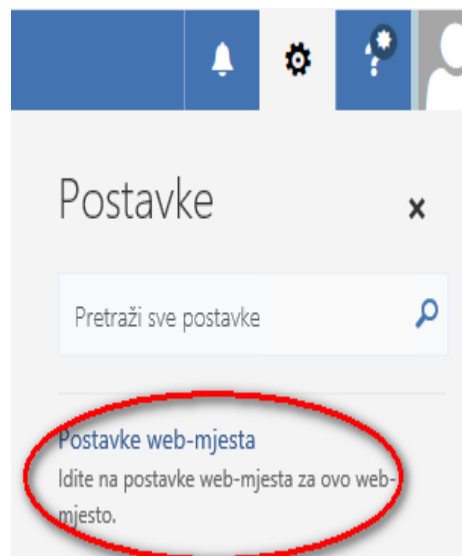 Postavke
Pretraži sve postavke
Postavke web-mjesta
Idite na postavke web-mjesta za ovo web-
mjesto.